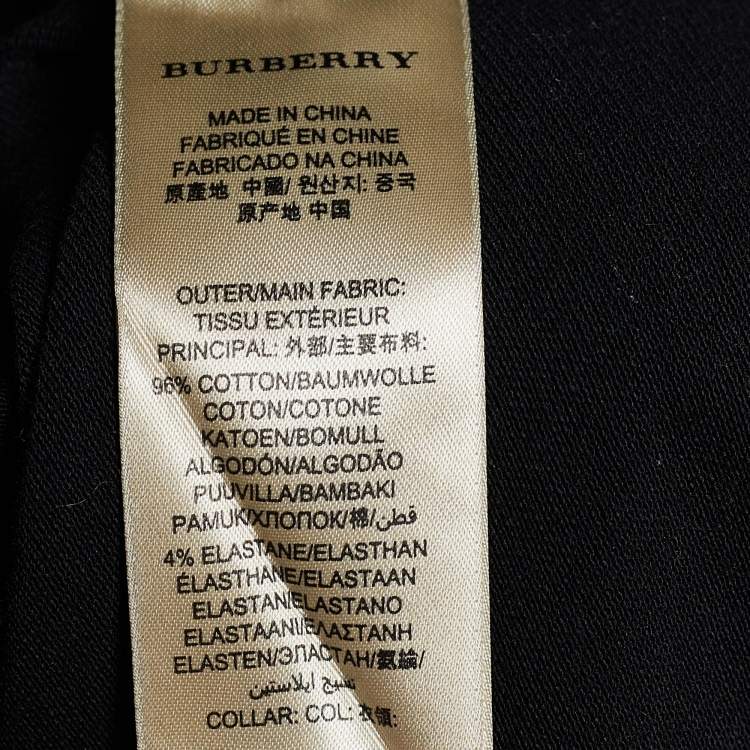 BURBERRY
MADE IN CHINA
FABRIQUÉ EN CHINE
FABRICADO NA CHINA
原產地 中國/ 원산지: 중국
原产地 中国
OUTER/MAIN FABRIC:
TISSU EXTÉRIEUR
PRINCIPAL: 外部/主要布料:
96% COTTON/BAUMWOLLE
COTON/COTONE
KATOEN/BOMULL
ALGODÓN/ALGODÃO
PUUVILLA/BAMBAKI
PAMUK/ХЛОПОК/棉/قطن
4% ELASTANE/ELASTHAN
ÉLASTHANE/ELASTAAN
ELASTAN/ELASTANO
ELASTAANI/ΕΛΑΣΤΑΝΗ
ELASTEN/ЭЛАСТАН/氨綸/
نسيج ايلاستين
COLLAR: COL: 衣領: